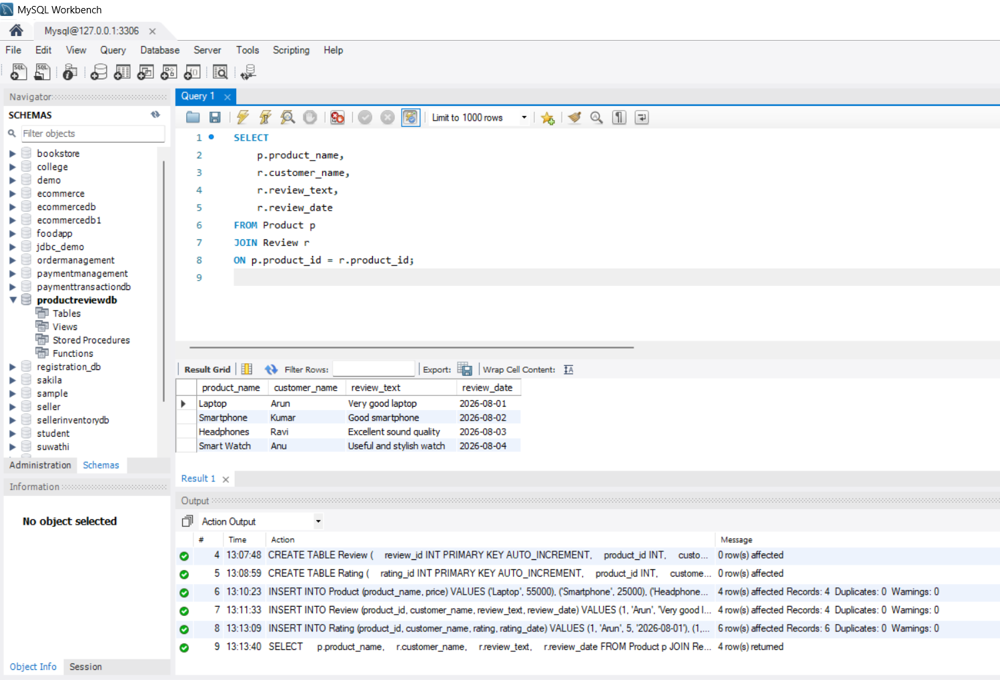 MySQL Workbench
Mysql@127.0.0.1:3306
File Edit View Query Database Server Tools Scripting Help
Navigator
SCHEMAS
Filter objects
bookstore
college
demo
ecommerce
ecommercedb
ecommercedb1
foodapp
jdbc_demo
ordermanagement
paymentmanagement
paymenttransactiondb
productreviewdb
Tables
Views
Stored Procedures
Functions
registration_db
sakila
sample
seller
sellerinventorydb
student
suwathi
Administration Schemas
Information
No object selected
Object Info Session
Query 1
Limit to 1000 rows
1 SELECT
2 p.product_name,
3 r.customer_name,
4 r.review_text,
5 r.review_date
6 FROM Product p
7 JOIN Review r
8 ON p.product_id = r.product_id;
9
Result Grid Filter Rows: Export: Wrap Cell Content:
product_name customer_name review_text review_date
Laptop Arun Very good laptop 2026-08-01
Smartphone Kumar Good smartphone 2026-08-02
Headphones Ravi Excellent sound quality 2026-08-03
Smart Watch Anu Useful and stylish watch 2026-08-04
Result 1
Output
Action Output
# Time Action Message
4 13:07:48 CREATE TABLE Review ( review_id INT PRIMARY KEY AUTO_INCREMENT, product_id INT, custo... 0 row(s) affected
5 13:08:59 CREATE TABLE Rating ( rating_id INT PRIMARY KEY AUTO_INCREMENT, product_id INT, custome... 0 row(s) affected
6 13:10:23 INSERT INTO Product (product_name, price) VALUES ('Laptop', 55000), ('Smartphone', 25000), ('Headphone... 4 row(s) affected Records: 4 Duplicates: 0 Warnings: 0
7 13:11:33 INSERT INTO Review (product_id, customer_name, review_text, review_date) VALUES (1, 'Arun', 'Very good l... 4 row(s) affected Records: 4 Duplicates: 0 Warnings: 0
8 13:13:09 INSERT INTO Rating (product_id, customer_name, rating, rating_date) VALUES (1, 'Arun', 5, '2026-08-01'), (1,... 6 row(s) affected Records: 6 Duplicates: 0 Warnings: 0
9 13:13:40 SELECT p.product_name, r.customer_name, r.review_text, r.review_date FROM Product p JOIN Re... 4 row(s) returned